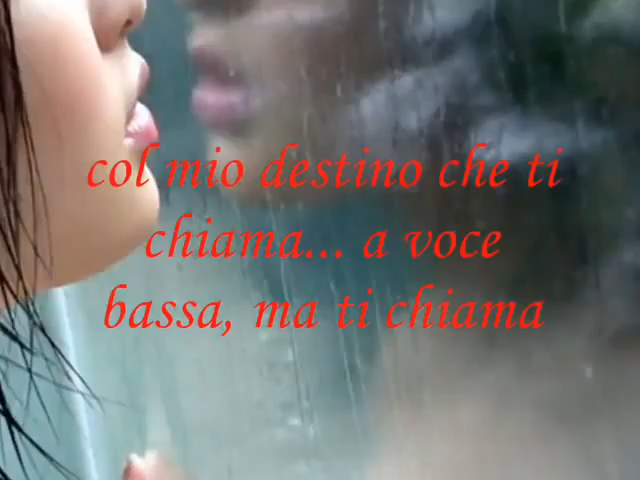 col mio destino che ti
chiama... a voce
bassa, ma ti chiama